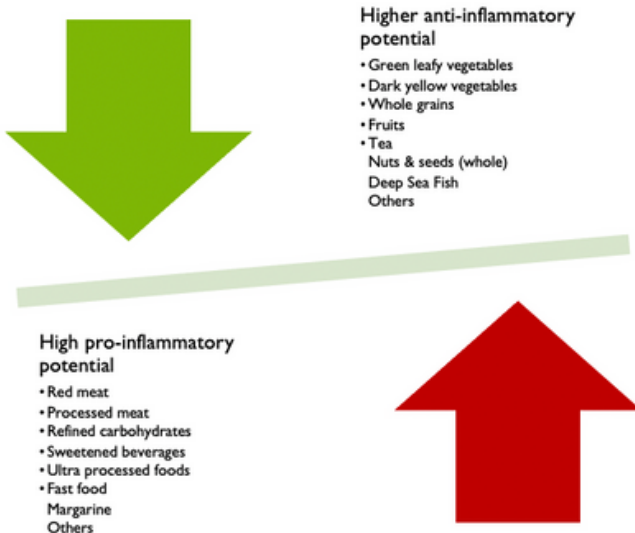 Higher anti-inflammatory
potential
• Green leafy vegetables
• Dark yellow vegetables
• Whole grains
• Fruits
• Tea
Nuts & seeds (whole)
Deep Sea Fish
Others
High pro-inflammatory
potential
• Red meat
• Processed meat
• Refined carbohydrates
• Sweetened beverages
• Ultra processed foods
• Fast food
Margarine
Others